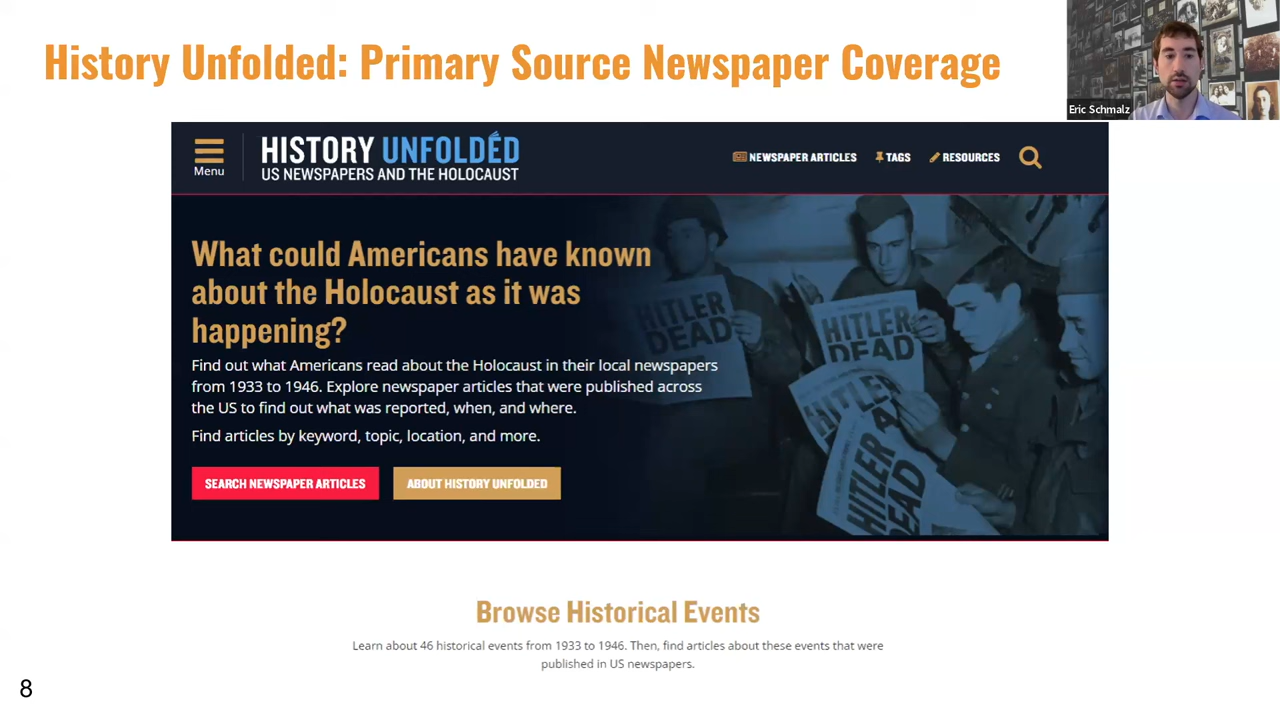 History Unfolded: Primary Source Newspaper Coverage
Eric Schmalz
Menu
HISTORY UNFOLDED
US NEWSPAPERS AND THE HOLOCAUST
NEWSPAPER ARTICLES
TAGS
RESOURCES
What could Americans have known
about the Holocaust as it was
happening?
Find out what Americans read about the Holocaust in their local newspapers
from 1933 to 1946. Explore newspaper articles that were published across
the US to find out what was reported, when, and where.
Find articles by keyword, topic, location, and more.
SEARCH NEWSPAPER ARTICLES
ABOUT HISTORY UNFOLDED
HITLER
DEAD
HITLER
DEAD
HITLER
HITLER
DEAD
Browse Historical Events
Learn about 46 historical events from 1933 to 1946. Then, find articles about these events that were
published in US newspapers.
8